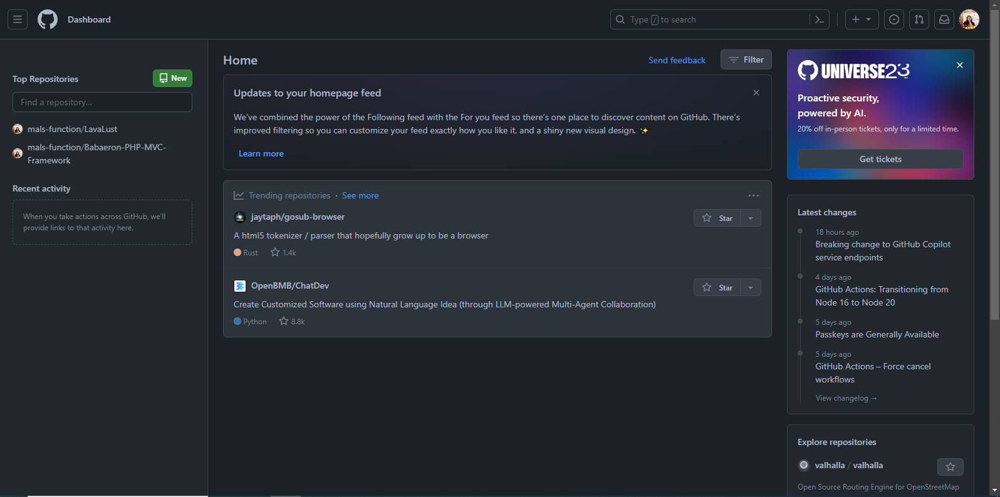 Dashboard
Type / to search
Top Repositories
New
Find a repository...
mals-function/LavaLust
mals-function/Babaeron-PHP-MVC-
Framework
Recent activity
When you take actions across GitHub, we'll
provide links to that activity here.
Home
Send feedback
Filter
Updates to your homepage feed
We've combined the power of the Following feed with the For you feed so there's one place to discover content on GitHub. There's
improved filtering so you can customize your feed exactly how you like it, and a shiny new visual design. ✨
Learn more
Trending repositories · See more
jaytaph/gosub-browser
Star
A html5 tokenizer / parser that hopefully grow up to be a browser
Rust 1.4k
OpenBMB/ChatDev
Star
Create Customized Software using Natural Language Idea (through LLM-powered Multi-Agent Collaboration)
Python 8.8k
UNIVERSE23
Proactive security,
powered by AI.
20% off in-person tickets, only for a limited time.
Get tickets
Latest changes
18 hours ago
Breaking change to GitHub Copilot
service endpoints
4 days ago
GitHub Actions: Transitioning from
Node 16 to Node 20
5 days ago
Passkeys are Generally Available
5 days ago
GitHub Actions – Force cancel
workflows
View changelog →
Explore repositories
valhalla / valhalla
Open Source Routing Engine for OpenStreetMap